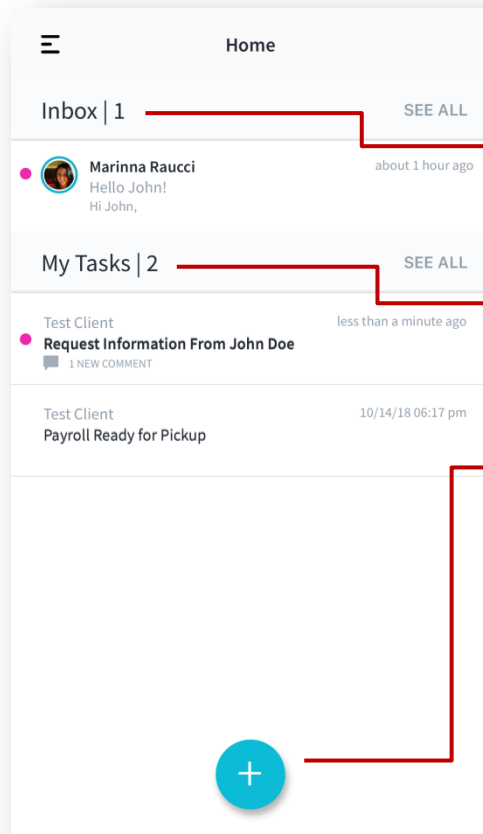 Home
Inbox | 1 SEE ALL
Marinna Raucci about 1 hour ago
Hello John!
Hi John,
My Tasks | 2 SEE ALL
Test Client less than a minute ago
Request Information From John Doe
1 NEW COMMENT
Test Client 10/14/18 06:17 pm
Payroll Ready for Pickup
+